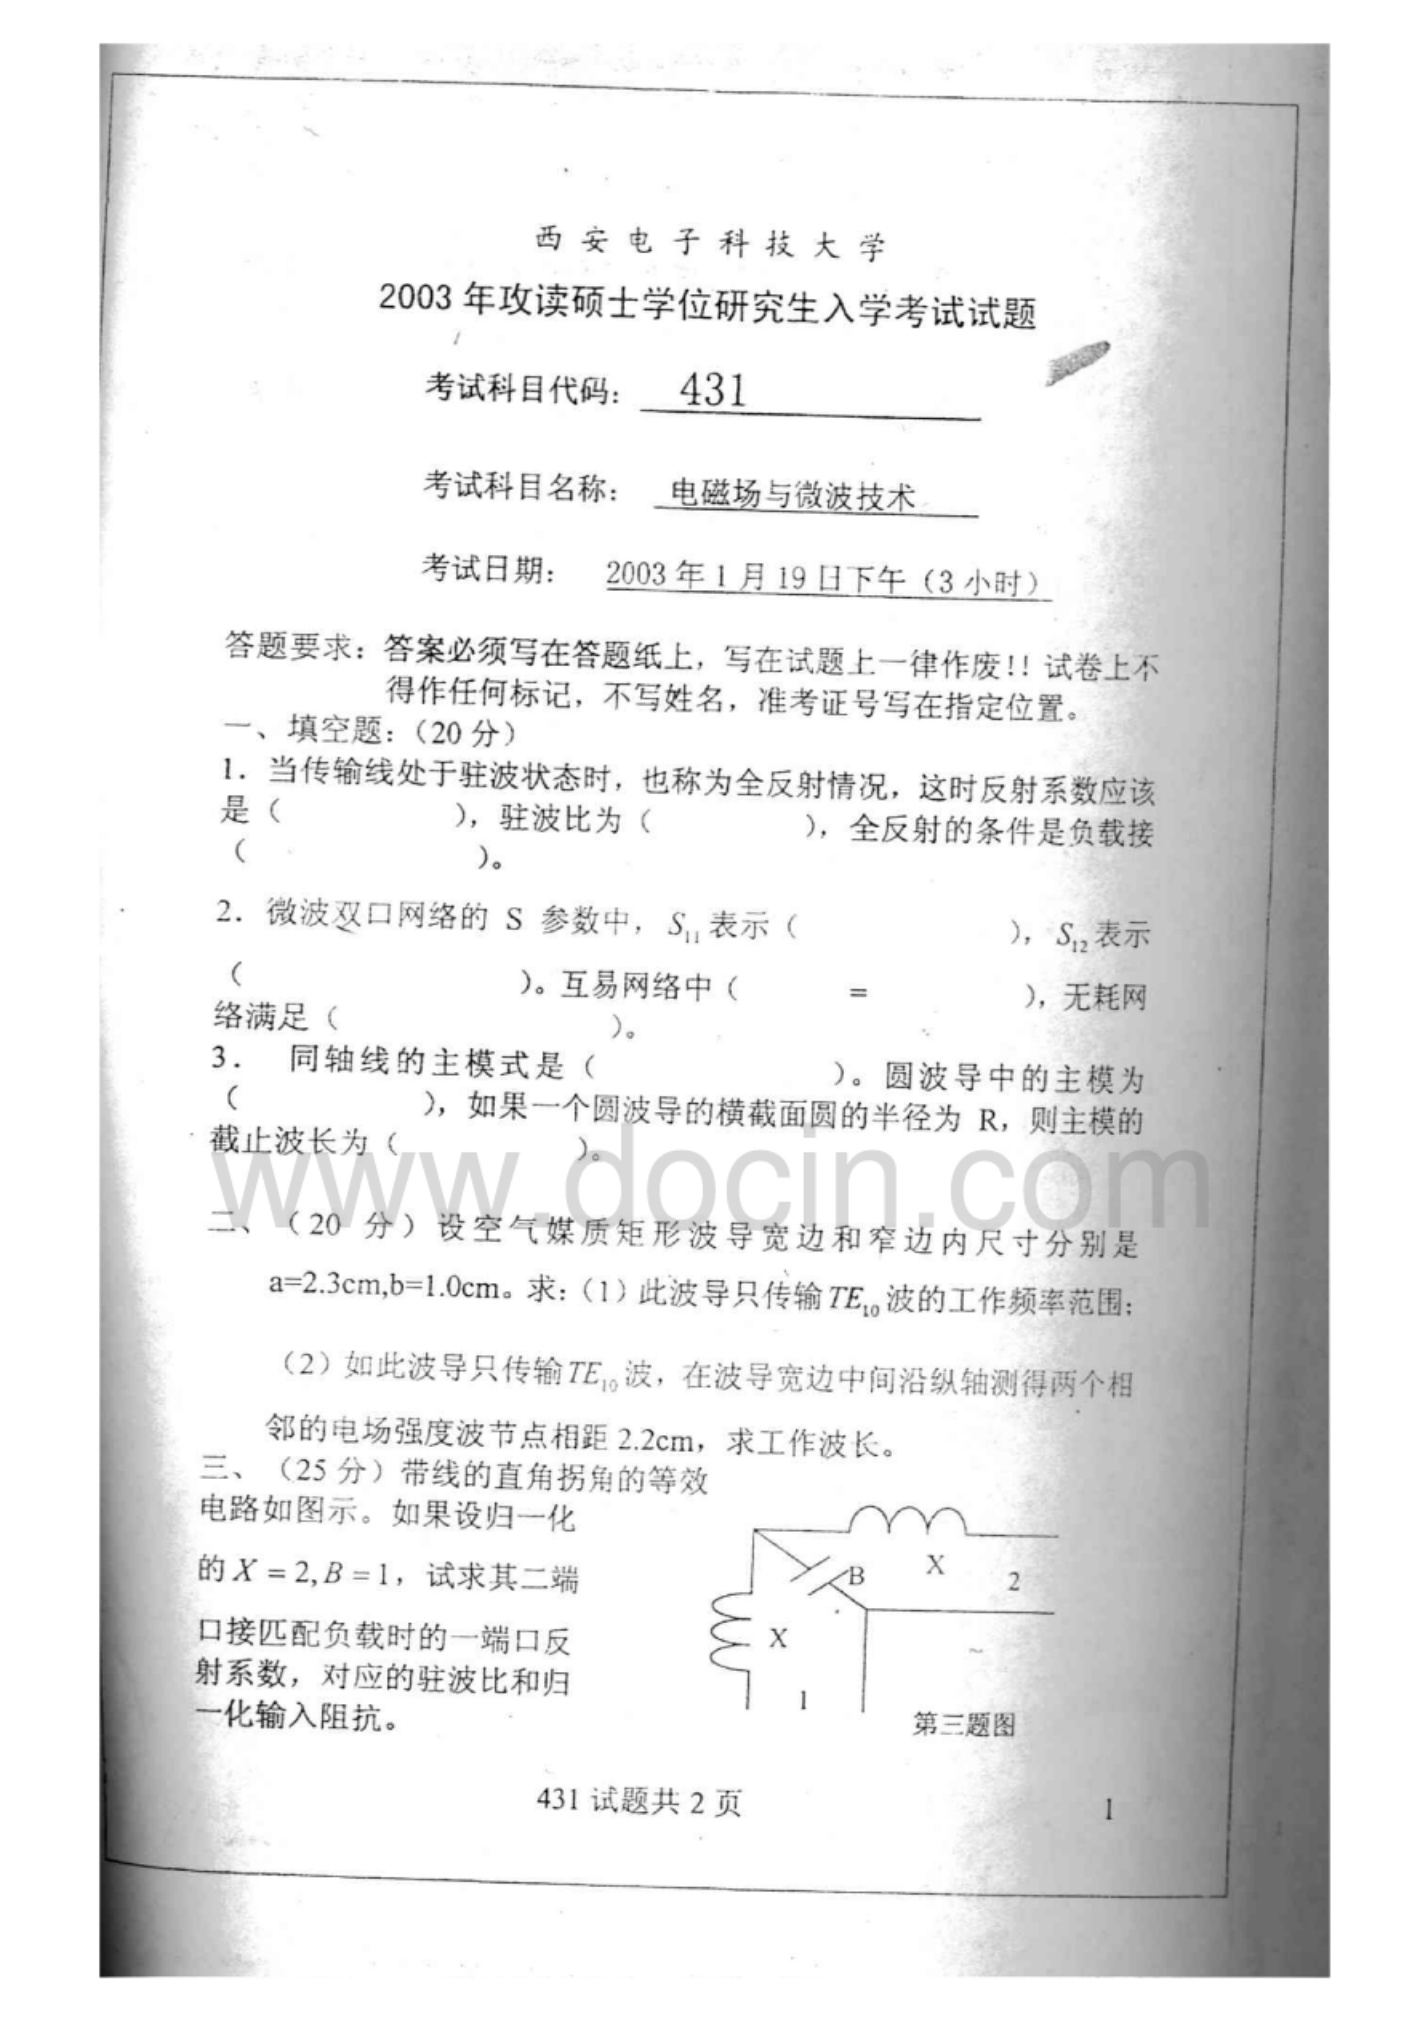 西安电子科技大学
2003年攻读硕士学位研究生入学考试试题
考试科目代码: 431
考试科目名称: 电磁场与微波技术
考试日期: 2003年1月19日下午(3小时)
答题要求:答案必须写在答题纸上,写在试题上一律作废!!试卷上不
得作任何标记,不写姓名,准考证号写在指定位置。
一、填空题:(20分)
1. 当传输线处于驻波状态时,也称为全反射情况,这时反射系数应该
是( ),驻波比为( ),全反射的条件是负载接
( )。
2. 微波双口网络的 S 参数中,S₁₁表示( ),S₁₂表示
( )。互易网络中( = ),无耗网
络满足( )。
3. 同轴线的主模式是( )。圆波导中的主模为
( ),如果一个圆波导的横截面圆的半径为 R,则主模的
截止波长为( )。
www.docin.com
二、(20 分)设空气媒质矩形波导宽边和窄边内尺寸分别是
a=2.3cm,b=1.0cm。求:(1)此波导只传输TE₁₀波的工作频率范围;
(2)如此波导只传输TE₁₀波,在波导宽边中间沿纵轴测得两个相
邻的电场强度波节点相距 2.2cm,求工作波长。
三、(25分)带线的直角拐角的等效
电路如图示。如果设归一化
的 X = 2, B = 1,试求其二端
口接匹配负载时的一端口反
射系数,对应的驻波比和归
一化输入阻抗。
B
X
2
X
1
第三题图
431 试题共 2 页
1